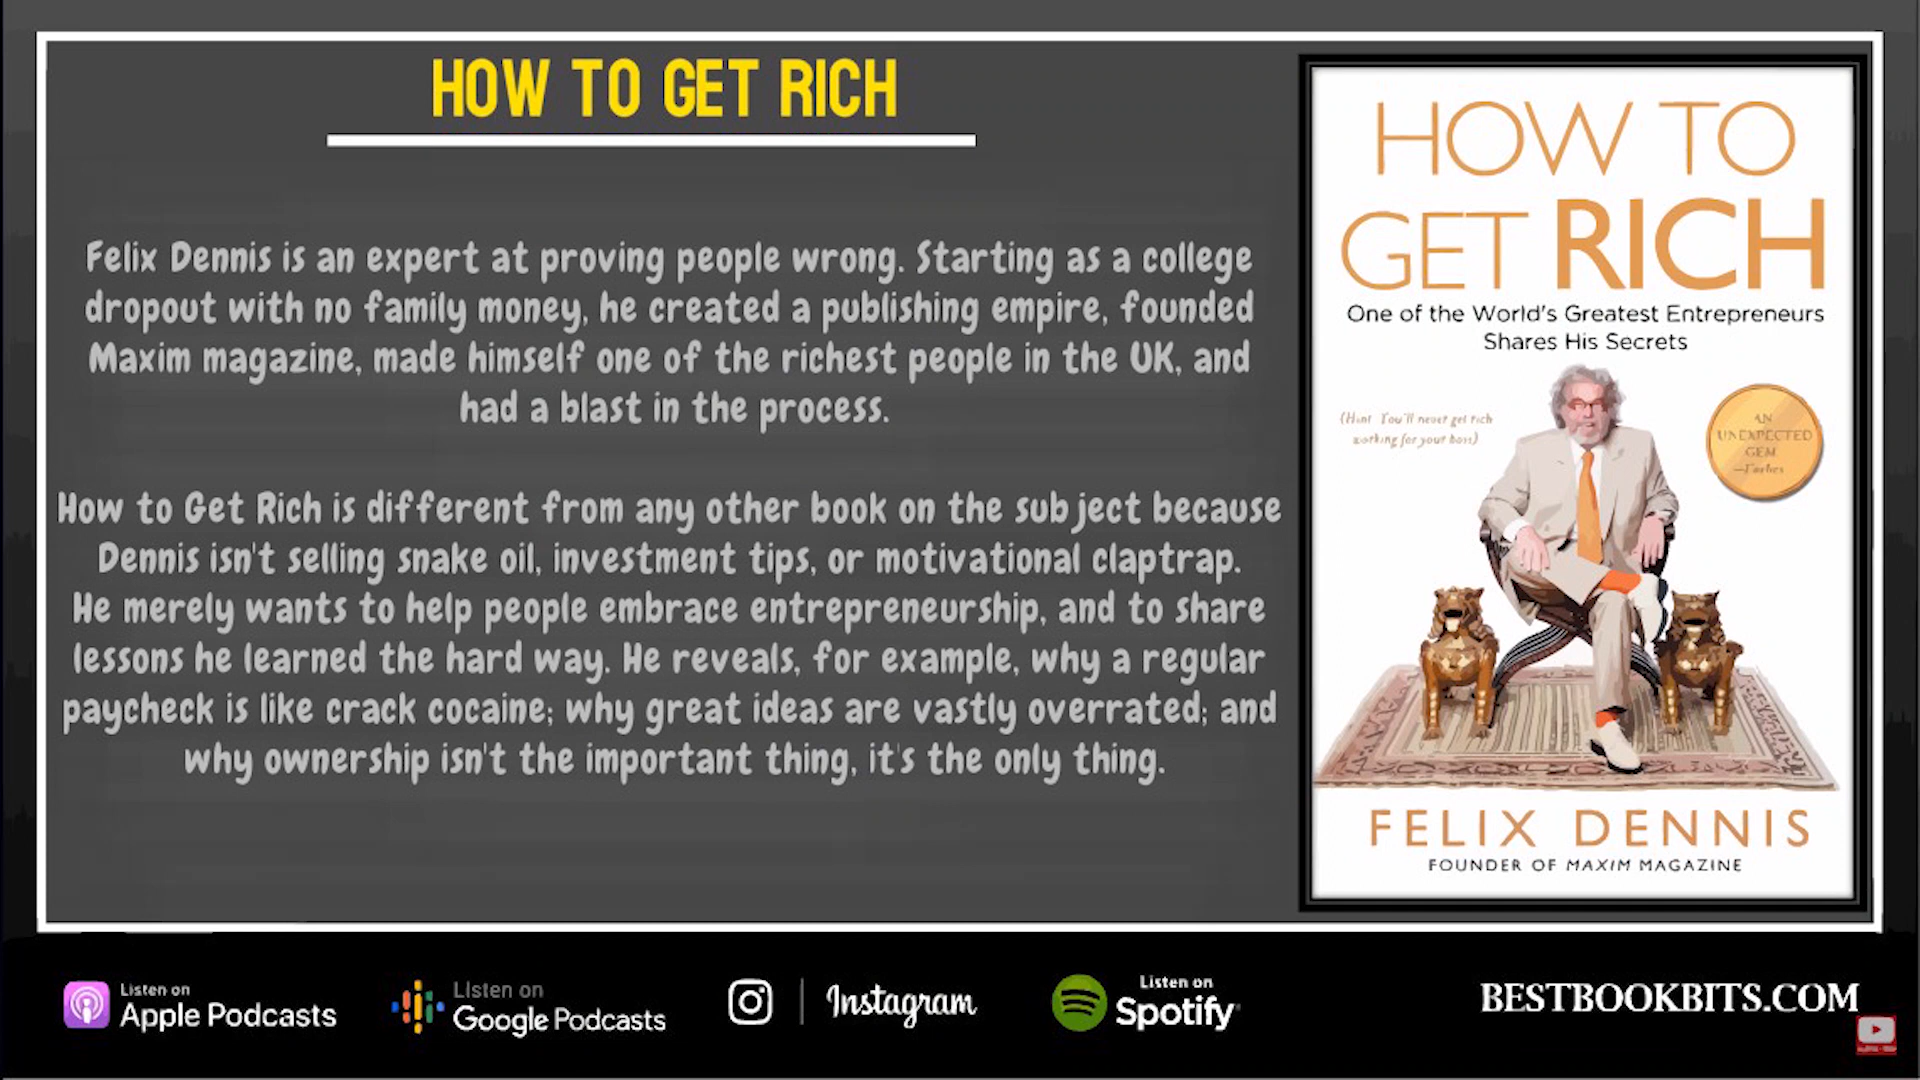 HOW TO GET RICH
Felix Dennis is an expert at proving people wrong. Starting as a college
dropout with no family money, he created a publishing empire, founded
Maxim magazine, made himself one of the richest people in the UK, and
had a blast in the process.
How to Get Rich is different from any other book on the subject because
Dennis isn't selling snake oil, investment tips, or motivational claptrap.
He merely wants to help people embrace entrepreneurship, and to share
lessons he learned the hard way. He reveals, for example, why a regular
paycheck is like crack cocaine; why great ideas are vastly overrated; and
why ownership isn't the important thing, it's the only thing.
HOW TO
GET RICH
One of the World's Greatest Entrepreneurs
Shares His Secrets
(Hint You'll never get rich
working for your boss)
AN
UNEXPECTED
GEM
—Forbes
FELIX DENNIS
FOUNDER OF MAXIM MAGAZINE
Listen on
Apple Podcasts
Listen on
Google Podcasts
Instagram
Listen on
Spotify
BESTBOOKBITS.COM